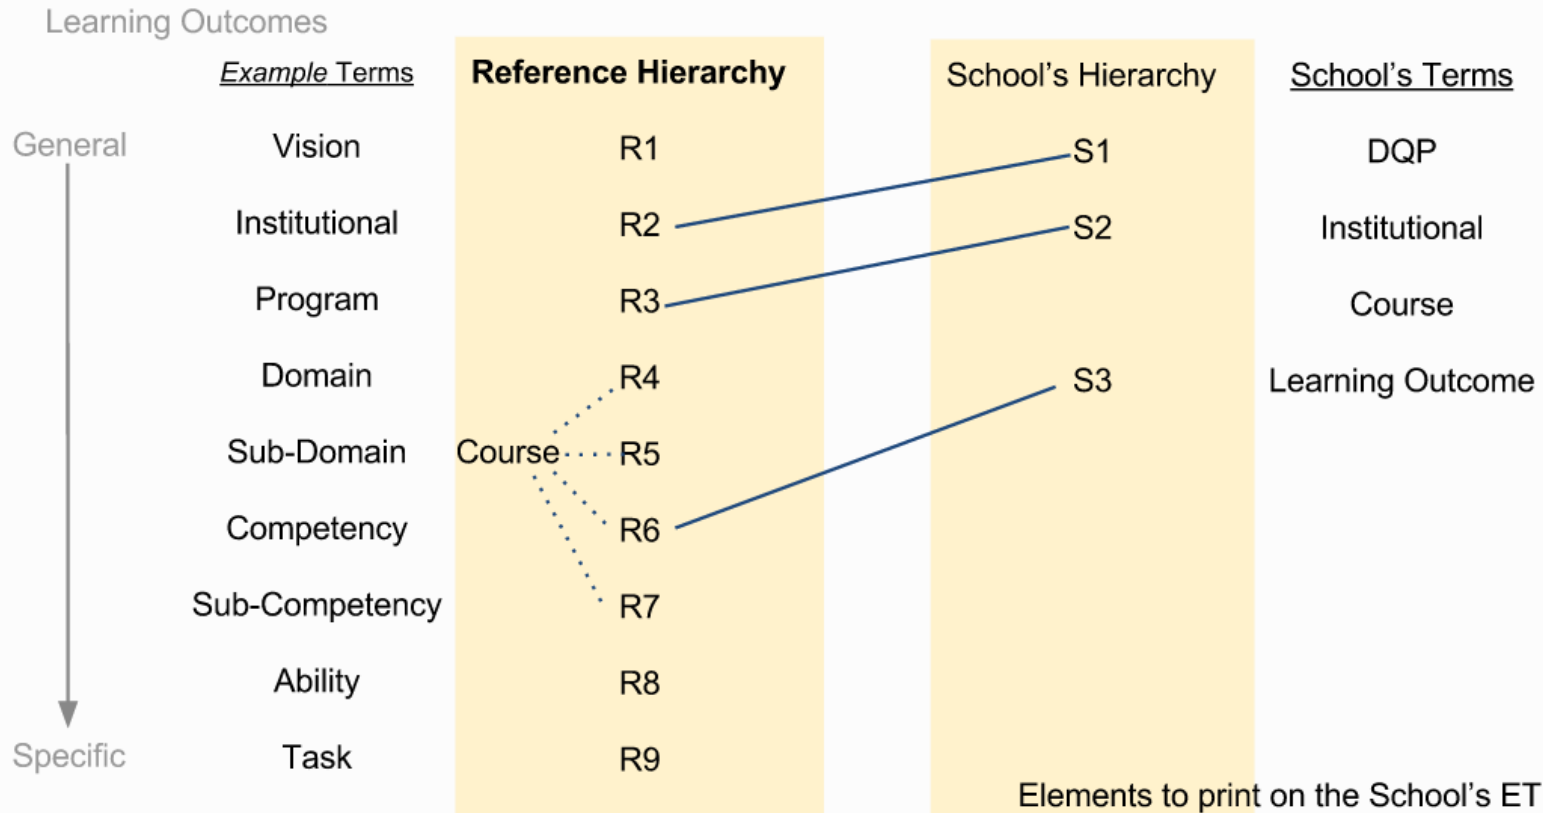 Learning Outcomes
Example Terms Reference Hierarchy School's Hierarchy School's Terms
General Vision R1 S1 DQP
Institutional R2 S2 Institutional
Program R3 Course
Domain R4 S3 Learning Outcome
Sub-Domain Course R5
Competency R6
Sub-Competency R7
Ability R8
Specific Task R9
Elements to print on the School's ET